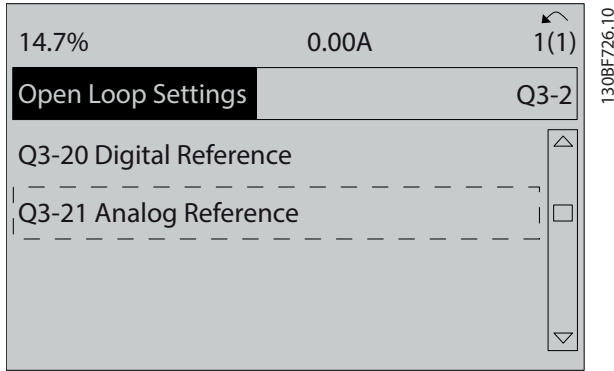 14.7% 0.00A 1(1)
Open Loop Settings Q3-2
Q3-20 Digital Reference
Q3-21 Analog Reference
130BF726.10